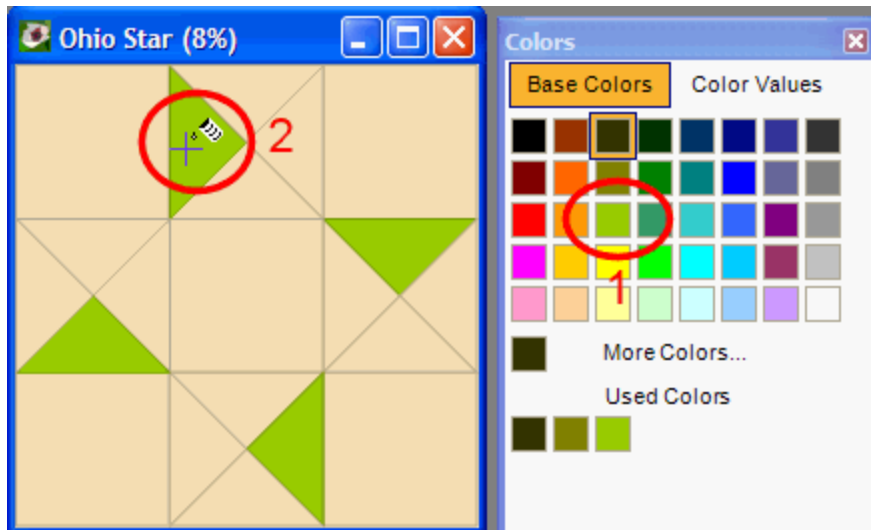 Ohio Star (8%)
2
Colors
Base Colors Color Values
1
More Colors...
Used Colors